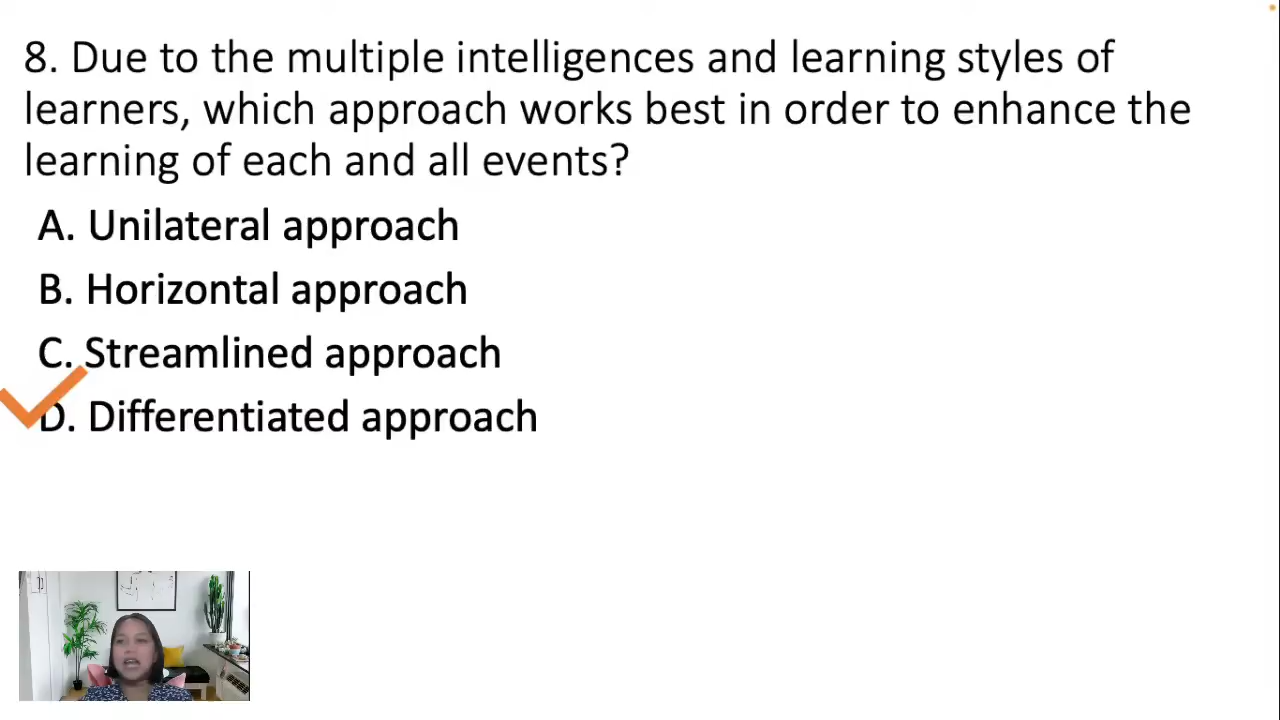 8. Due to the multiple intelligences and learning styles of
learners, which approach works best in order to enhance the
learning of each and all events?
A. Unilateral approach
B. Horizontal approach
C. Streamlined approach
D. Differentiated approach